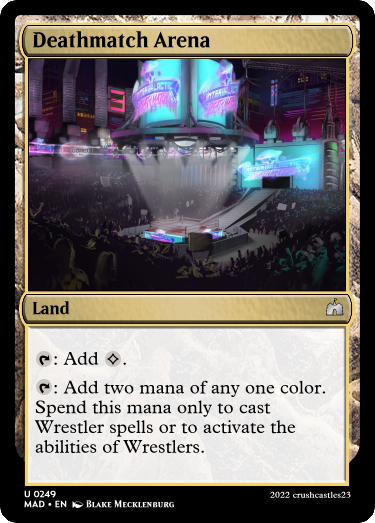 Deathmatch Arena
Land
: Add .
: Add two mana of any one color.
Spend this mana only to cast
Wrestler spells or to activate the
abilities of Wrestlers.
U 0249
MAD • EN Blake Mecklenburg
2022 crushcastles23